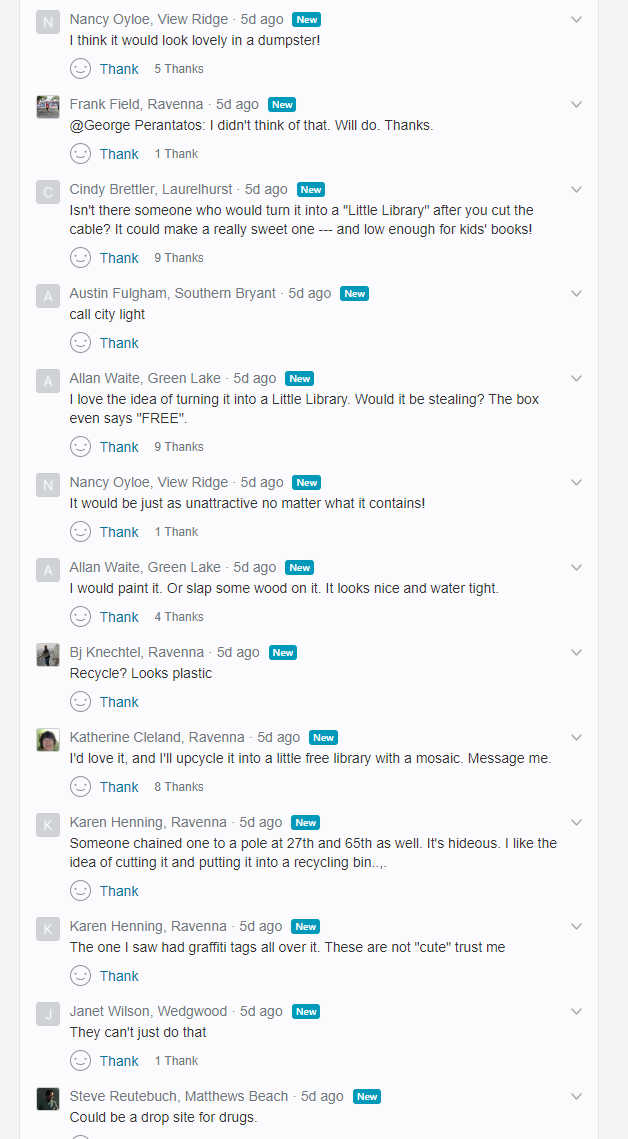 N
Nancy Oyloe, View Ridge · 5d ago New
I think it would look lovely in a dumpster!
Thank 5 Thanks
Frank Field, Ravenna · 5d ago New
@George Perantatos: I didn't think of that. Will do. Thanks.
Thank 1 Thank
C
Cindy Brettler, Laurelhurst · 5d ago New
Isn't there someone who would turn it into a "Little Library" after you cut the
cable? It could make a really sweet one --- and low enough for kids' books!
Thank 9 Thanks
A
Austin Fulgham, Southern Bryant · 5d ago New
call city light
Thank
A
Allan Waite, Green Lake · 5d ago New
I love the idea of turning it into a Little Library. Would it be stealing? The box
even says "FREE".
Thank 9 Thanks
N
Nancy Oyloe, View Ridge · 5d ago New
It would be just as unattractive no matter what it contains!
Thank 1 Thank
A
Allan Waite, Green Lake · 5d ago New
I would paint it. Or slap some wood on it. It looks nice and water tight.
Thank 4 Thanks
Bj Knechtel, Ravenna · 5d ago New
Recycle? Looks plastic
Thank
Katherine Cleland, Ravenna · 5d ago New
I'd love it, and I'll upcycle it into a little free library with a mosaic. Message me.
Thank 8 Thanks
K
Karen Henning, Ravenna · 5d ago New
Someone chained one to a pole at 27th and 65th as well. It's hideous. I like the
idea of cutting it and putting it into a recycling bin..,.
Thank
K
Karen Henning, Ravenna · 5d ago New
The one I saw had graffiti tags all over it. These are not "cute" trust me
Thank
J
Janet Wilson, Wedgwood · 5d ago New
They can't just do that
Thank 1 Thank
Steve Reutebuch, Matthews Beach · 5d ago New
Could be a drop site for drugs.